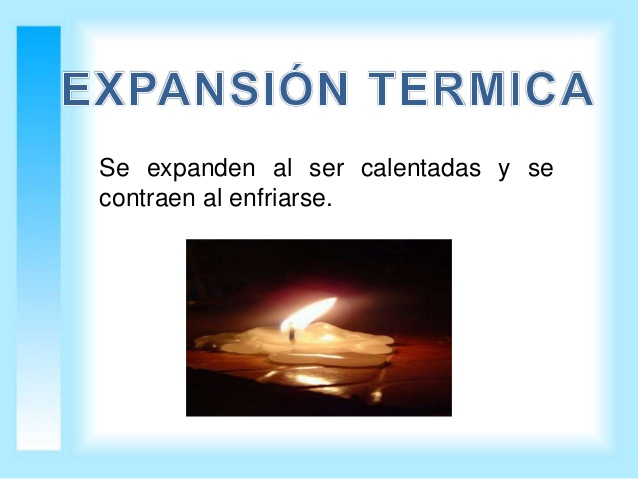 EXPANSIÓN TERMICA
Se expanden al ser calentadas y se
contraen al enfriarse.